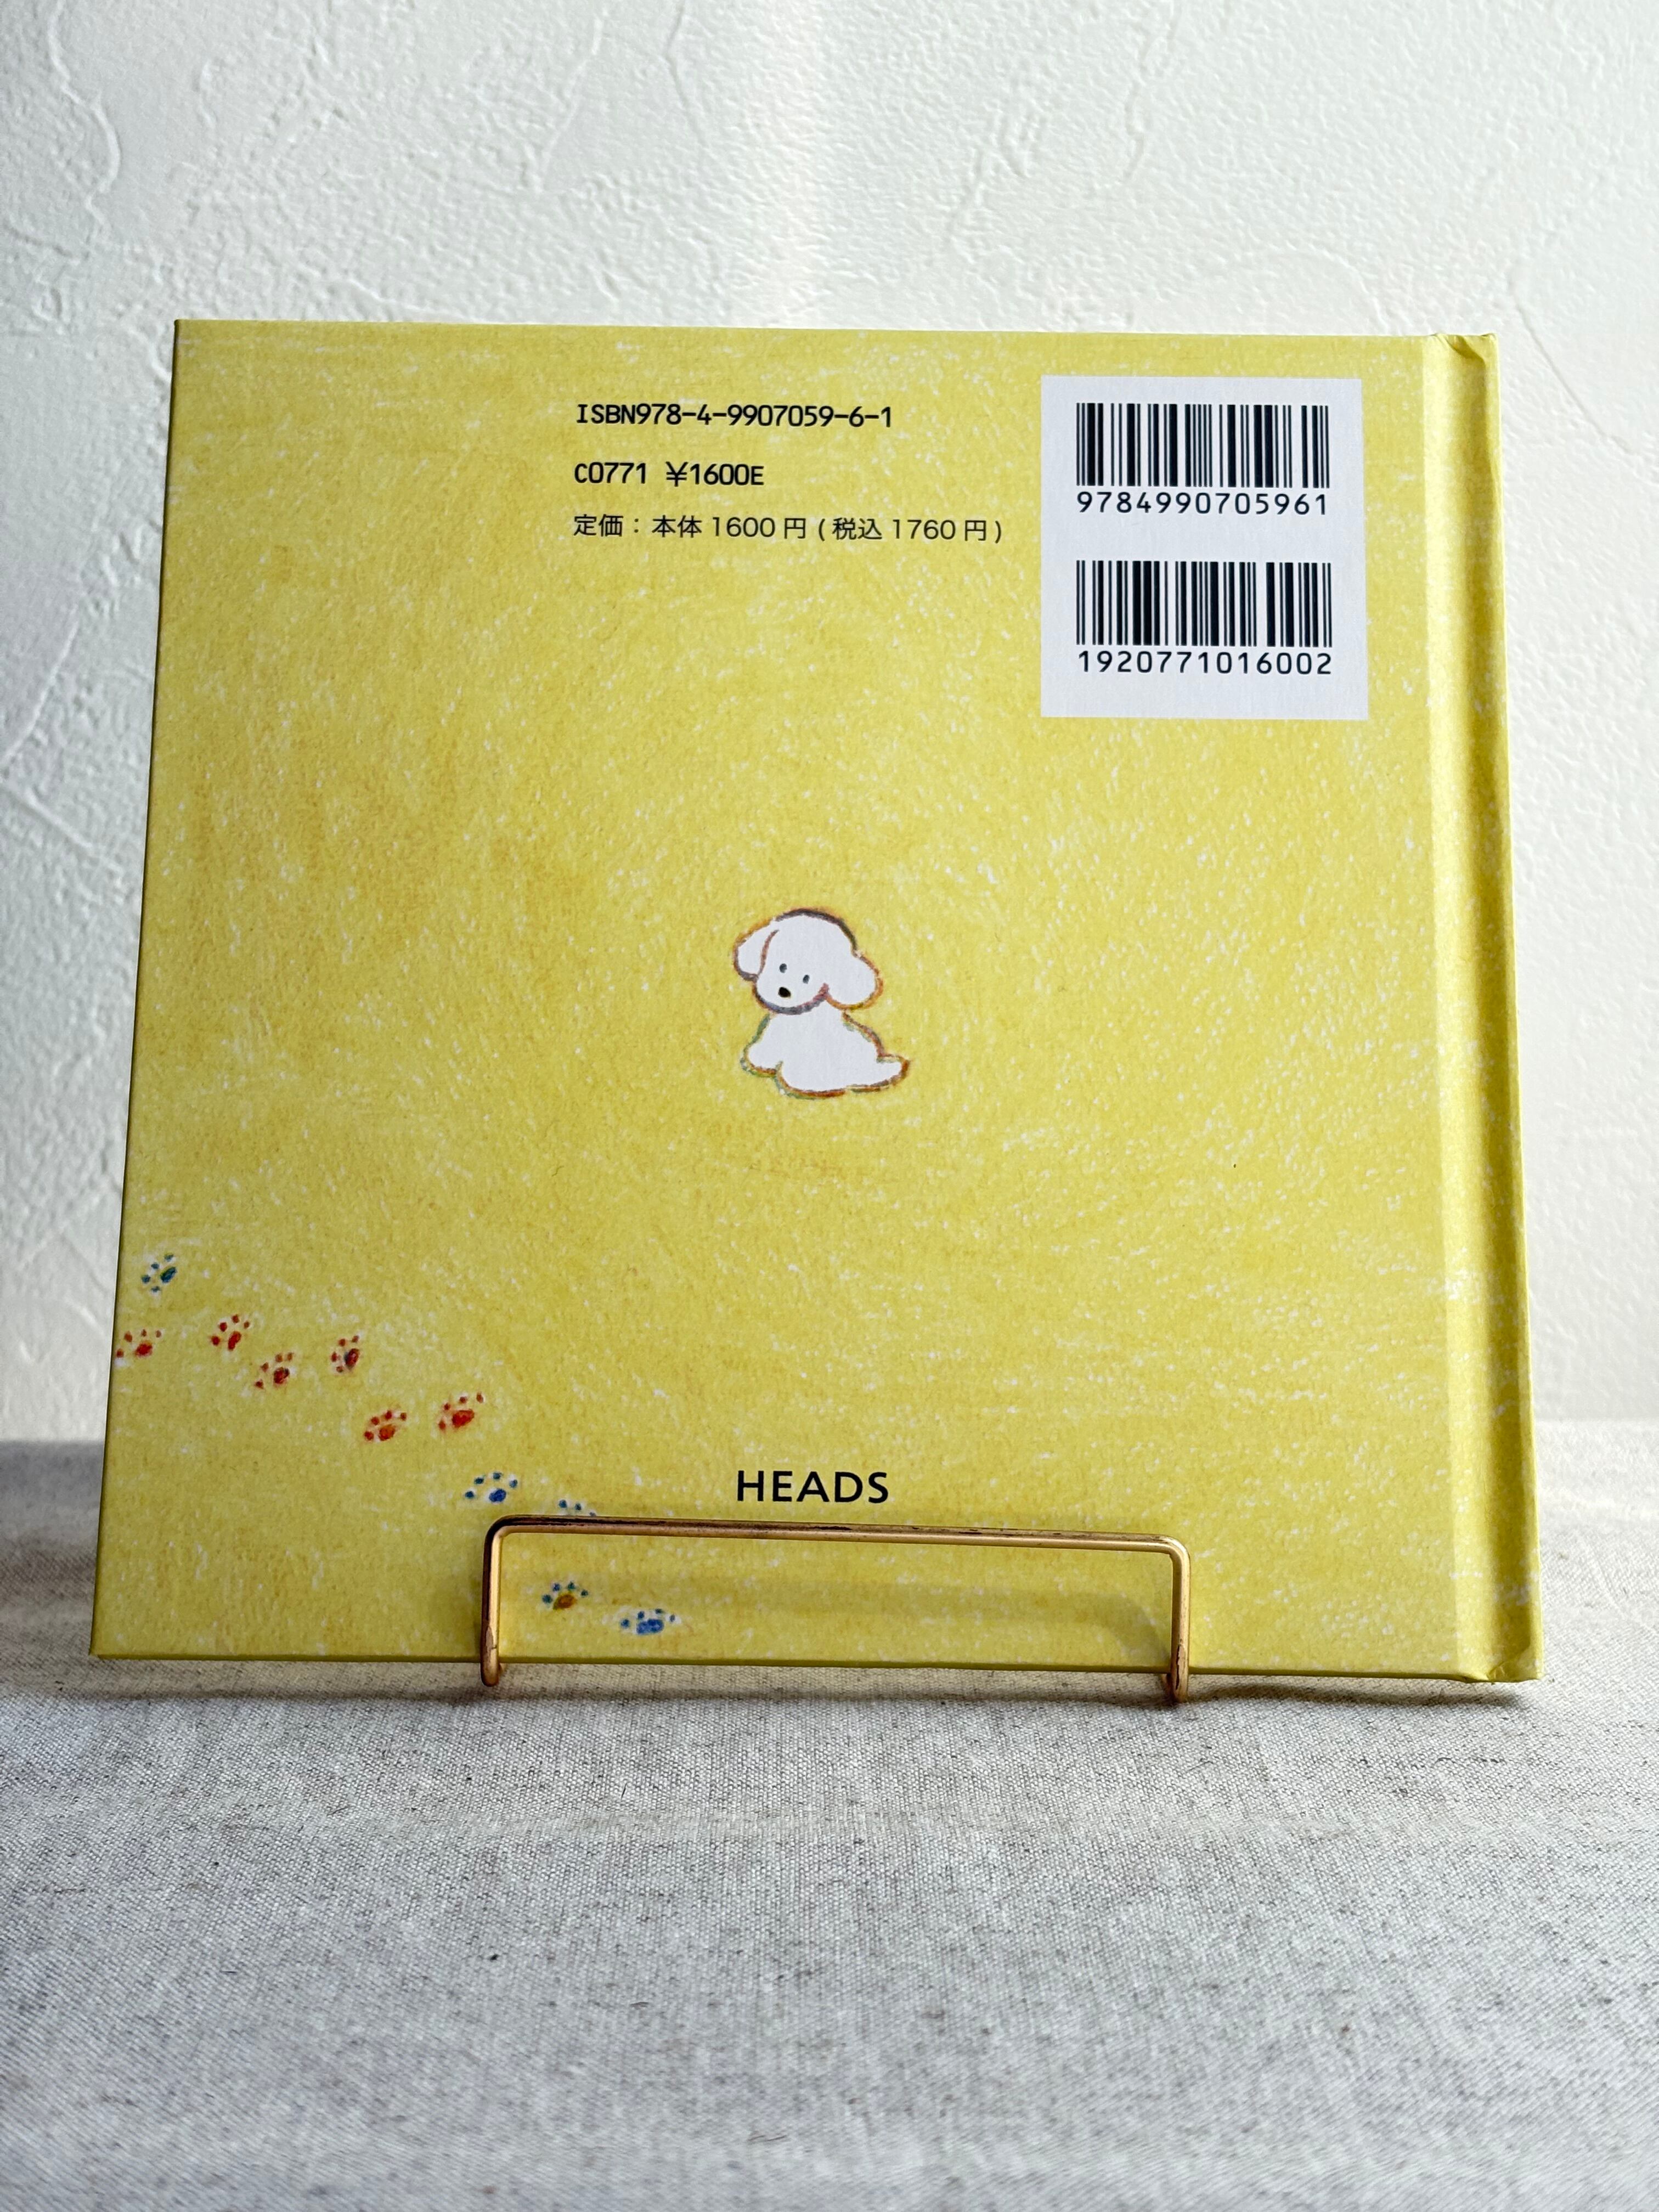 ISBN978-4-9907059-6-1
C0771 ¥1600E
定価：本体 1600 円 ( 税込 1760 円 )
9784990705961
1920771016002
HEADS